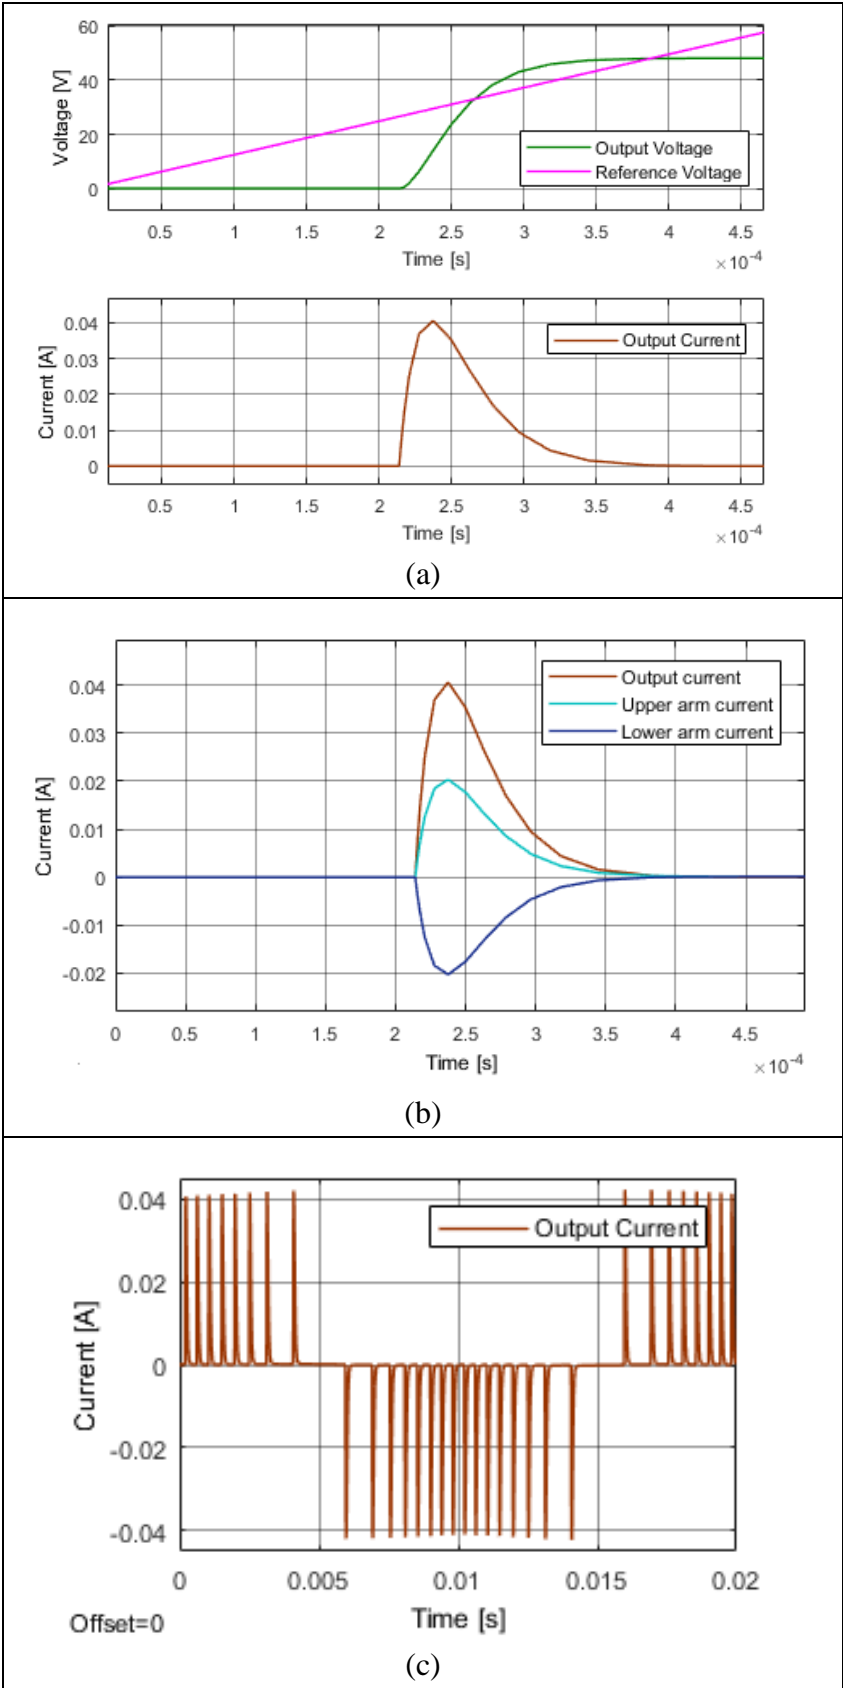 60
40
20
0
Voltage [V]
Output Voltage
Reference Voltage
0.5 1 1.5 2 2.5 3 3.5 4 4.5
Time [s]
×10-4
0.04
0.03
0.02
0.01
0
Current [A]
Output Current
0.5 1 1.5 2 2.5 3 3.5 4 4.5
Time [s]
×10-4
(a)
0.04
0.03
0.02
0.01
0
-0.01
-0.02
Current [A]
Output current
Upper arm current
Lower arm current
0 0.5 1 1.5 2 2.5 3 3.5 4 4.5
Time [s]
×10-4
(b)
0.04
0.02
0
-0.02
-0.04
Current [A]
Output Current
0 0.005 0.01 0.015 0.02
Offset=0
Time [s]
(c)